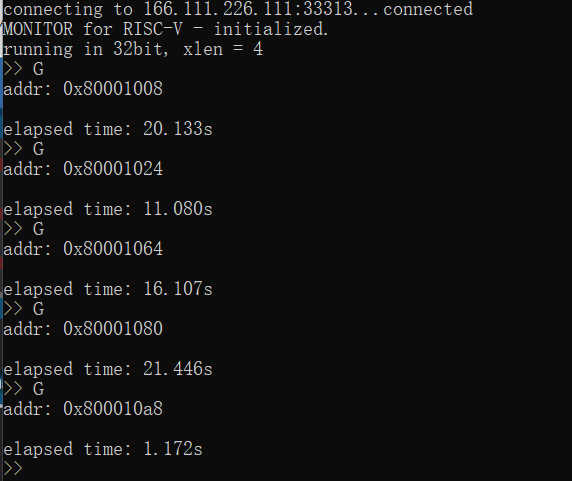 connecting to 166.111.226.111:33313...connected
MONITOR for RISC-V - initialized.
running in 32bit, xlen = 4
>> G
addr: 0x80001008
elapsed time: 20.133s
>> G
addr: 0x80001024
elapsed time: 11.080s
>> G
addr: 0x80001064
elapsed time: 16.107s
>> G
addr: 0x80001080
elapsed time: 21.446s
>> G
addr: 0x800010a8
elapsed time: 1.172s
>>